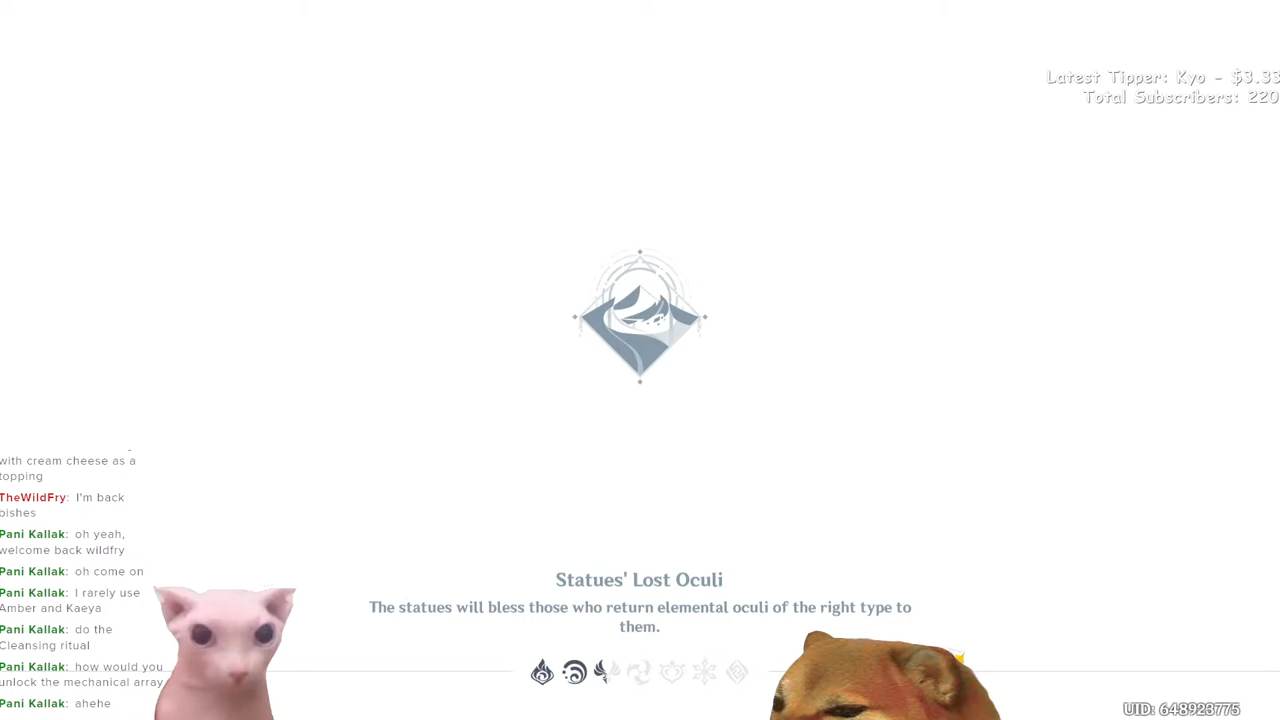 Latest Tipper: Kyo - $3.33
Total Subscribers: 220
with cream cheese as a
topping
TheWildFry: I'm back
bishes
Pani Kallak: oh yeah,
welcome back wildfry
Pani Kallak: oh come on
Pani Kallak: I rarely use
Amber and Kaeya
Pani Kallak: do the
Cleansing ritual
Pani Kallak: how would you
unlock the mechanical array
Pani Kallak: ahehe
Statues' Lost Oculi
The statues will bless those who return elemental oculi of the right type to
them.
UID: 648923775